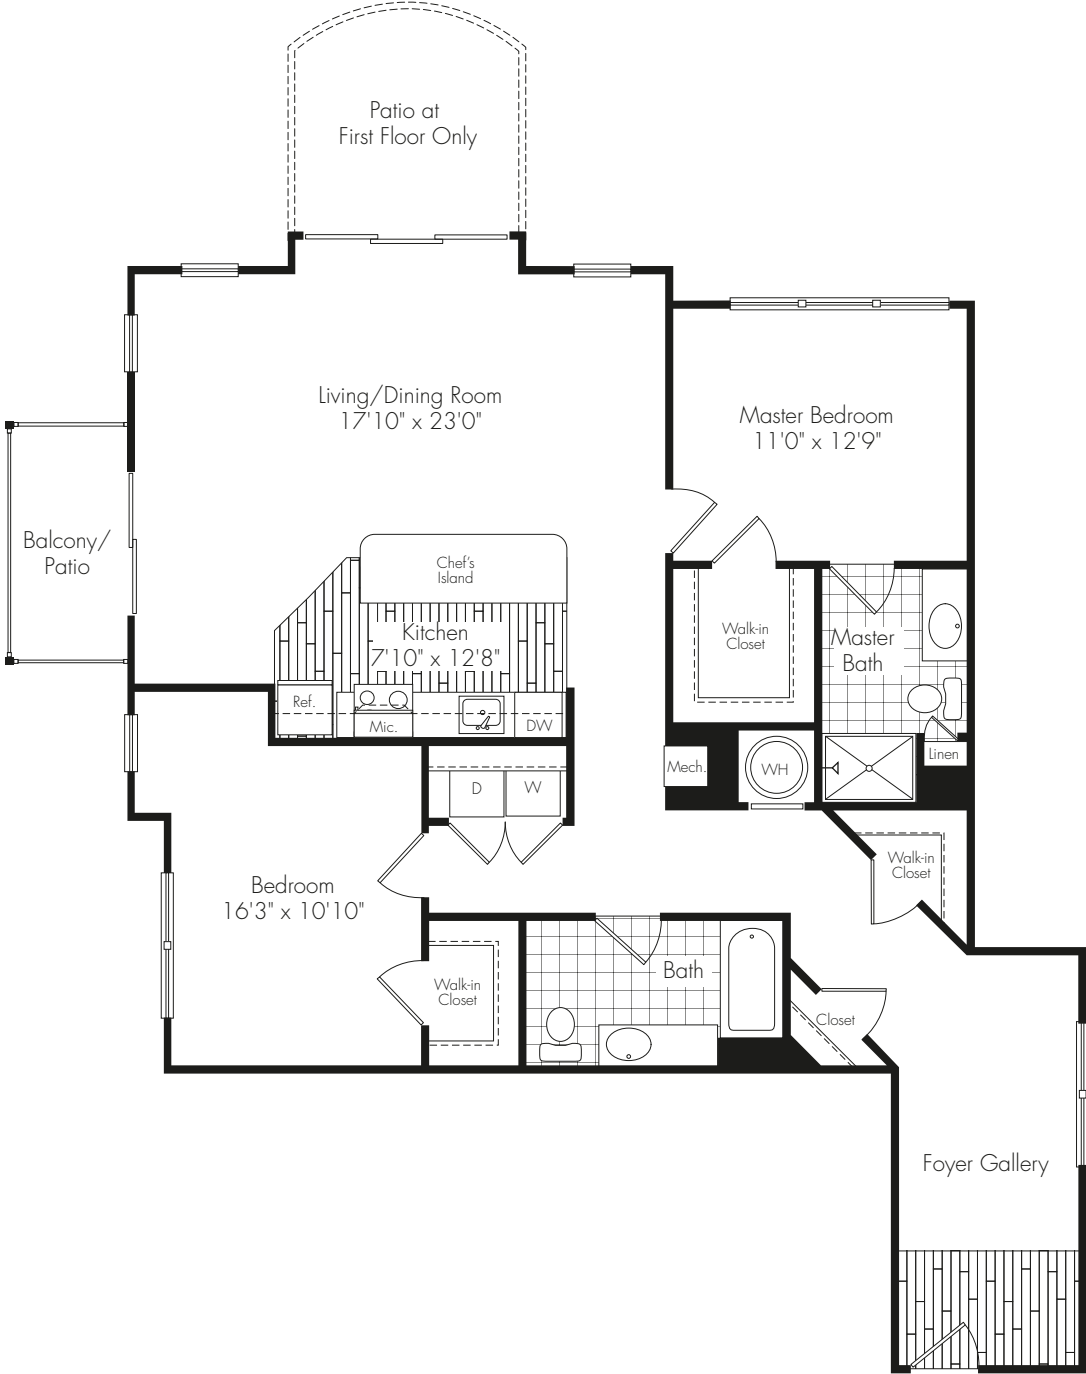 Patio at
First Floor Only
Living/Dining Room
17'10" x 23'0"
Master Bedroom
11'0" x 12'9"
Balcony/
Patio
Chef's
Island
Kitchen
7'10" x 12'8"
Walk-in
Closet
Master
Bath
Ref.
Mic.
DW
Linen
Mech.
WH
D
W
Walk-in
Closet
Bedroom
16'3" x 10'10"
Bath
Walk-in
Closet
Closet
Foyer Gallery